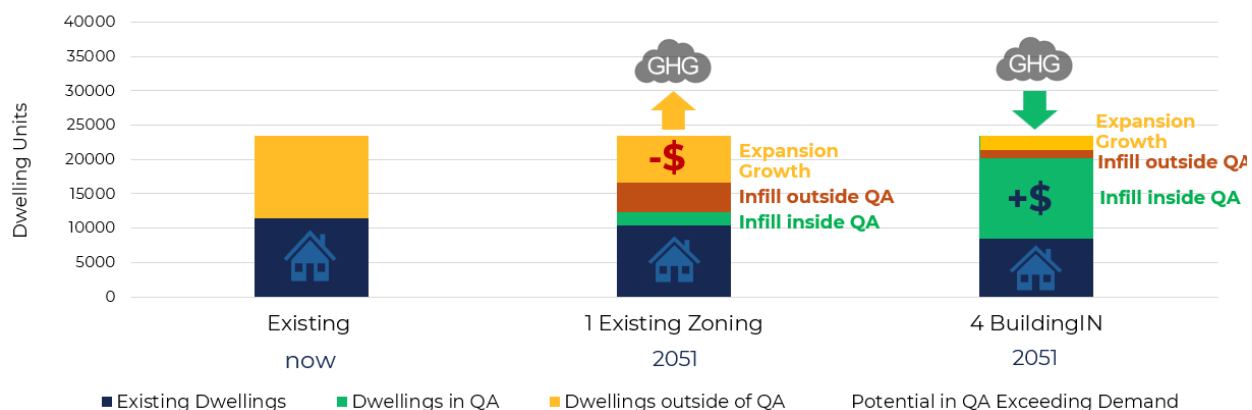 40000
35000
30000
25000
20000
15000
10000
5000
0
Dwelling Units
GHG
GHG
-$
Expansion
Growth
Infill outside QA
Infill inside QA
Expansion
Growth
Infill outside QA
+$
Infill inside QA
Existing
1 Existing Zoning
4 BuildingIN
now
2051
2051
Existing Dwellings
Dwellings in QA
Dwellings outside of QA
Potential in QA Exceeding Demand